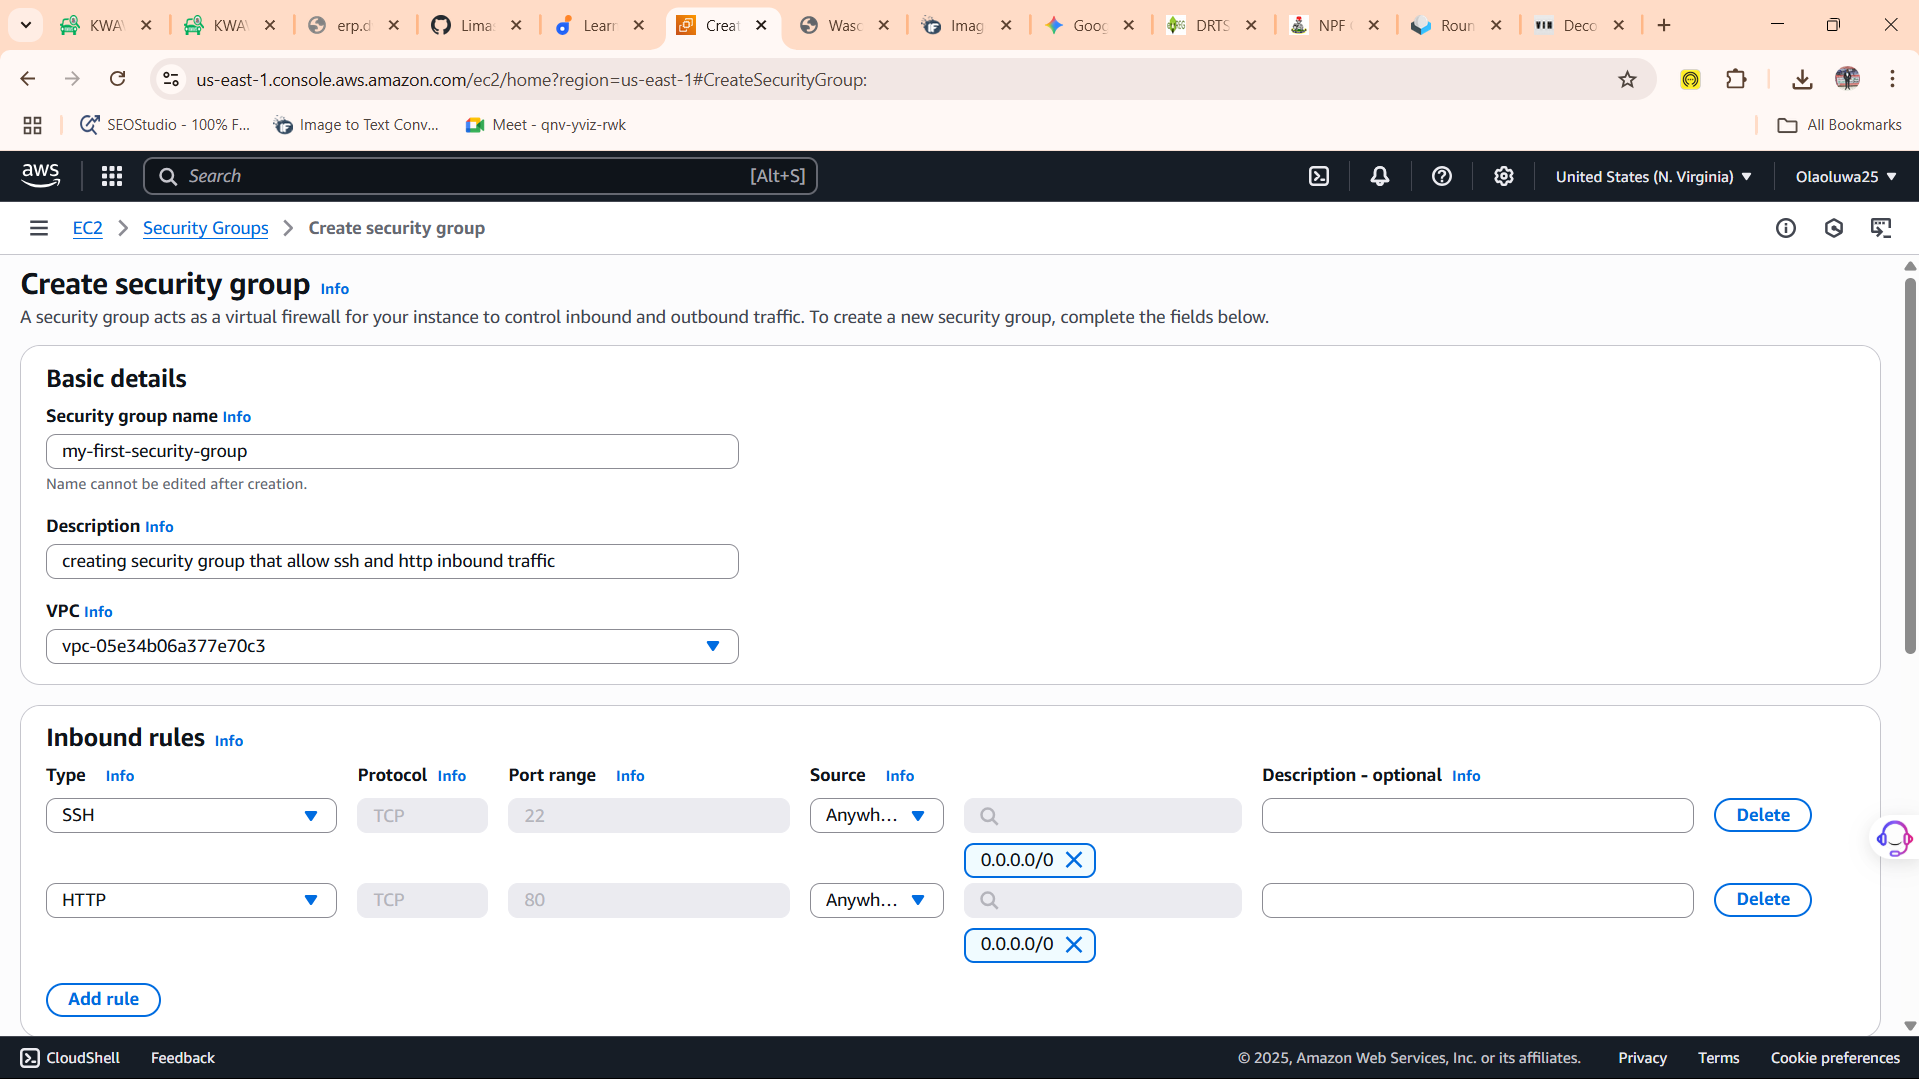 KWA
KWA
erp.d
Lima
Learn
Creat
Wasc
Imag
Goog
DRTS
NPF
Roun
Deco
us-east-1.console.aws.amazon.com/ec2/home?region=us-east-1#CreateSecurityGroup:
SEOStudio - 100% F...
Image to Text Conv...
Meet - qnv-yviz-rwk
All Bookmarks
aws
Search
[Alt+S]
United States (N. Virginia)
Olaoluwa25
EC2
Security Groups
Create security group
Create security group Info
A security group acts as a virtual firewall for your instance to control inbound and outbound traffic. To create a new security group, complete the fields below.
Basic details
Security group name Info
my-first-security-group
Name cannot be edited after creation.
Description Info
creating security group that allow ssh and http inbound traffic
VPC Info
vpc-05e34b06a377e70c3
Inbound rules Info
Type Info Protocol Info Port range Info Source Info Description - optional Info
SSH TCP 22 Anywh... Delete
0.0.0.0/0
HTTP TCP 80 Anywh... Delete
0.0.0.0/0
Add rule
CloudShell Feedback © 2025, Amazon Web Services, Inc. or its affiliates. Privacy Terms Cookie preferences